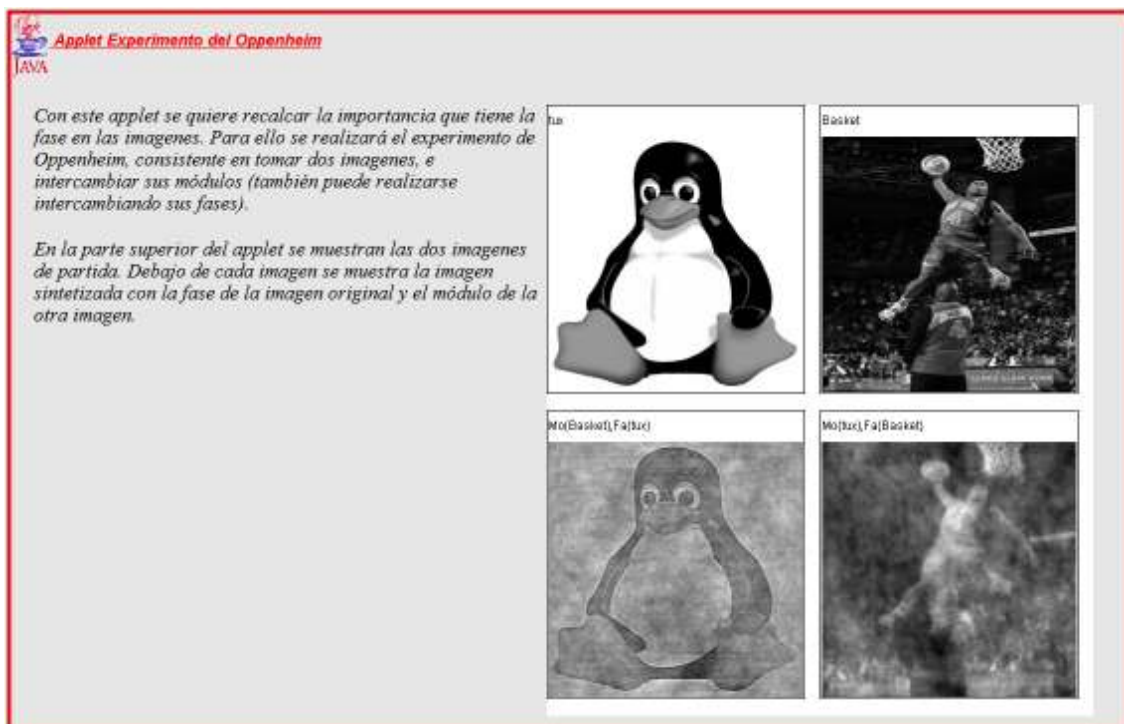 Applet Experimento del Oppenheim
JAVA
Con este applet se quiere recalcar la importancia que tiene la
fase en las imagenes. Para ello se realizará el experimento de
Oppenheim, consistente en tomar dos imagenes, e
intercambiar sus módulos (también puede realizarse
intercambiando sus fases).
En la parte superior del applet se muestran las dos imagenes
de partida. Debajo de cada imagen se muestra la imagen
sintetizada con la fase de la imagen original y el módulo de la
otra imagen.
tux
Basket
Mo(Basket),Fa(tux)
Mo(tux),Fa(Basket)